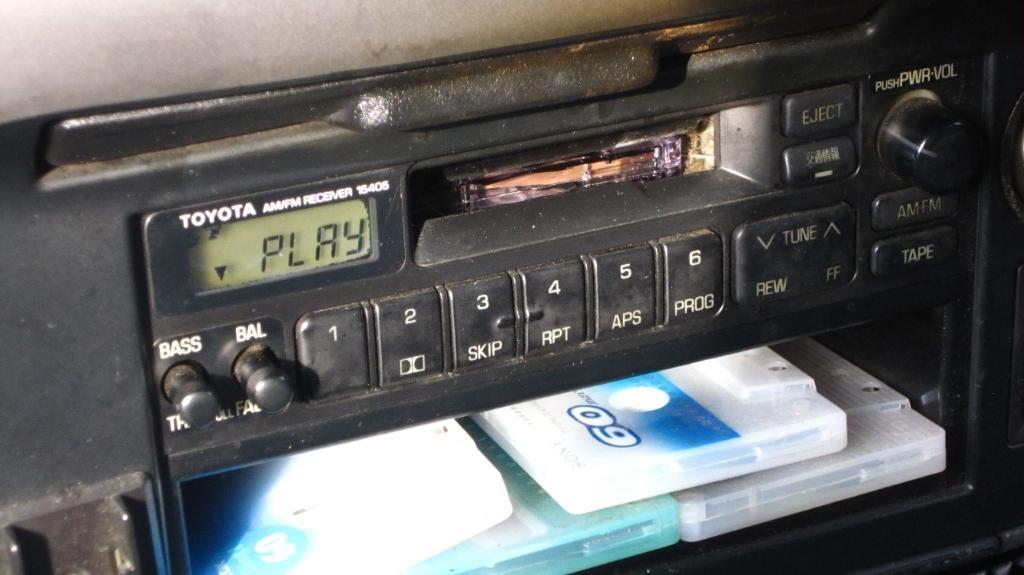 PUSH PWR·VOL
EJECT
交通情報
TOYOTA AM/FM RECEIVER 15405
PLAY
AM FM
TUNE
REW FF
TAPE
1
2
3 SKIP
4 RPT
5 APS
6 PROG
BASS
BAL
SONY
60